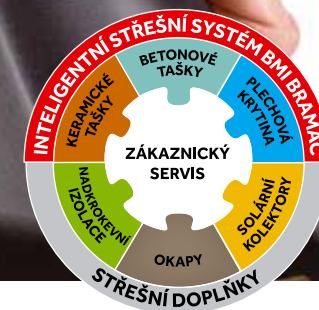 INTELIGENTNÍ STŘEŠNÍ SYSTÉM BMI BRAMAC
BETONOVÉ
TAŠKY
KERAMICKÉ
TAŠKY
PLECHOVÁ
KRYTINA
ZÁKAZNICKÝ
SERVIS
NADKROKEVNÍ
IZOLACE
SOLÁRNÍ
KOLEKTORY
OKAPY
STŘEŠNÍ DOPLŇKY